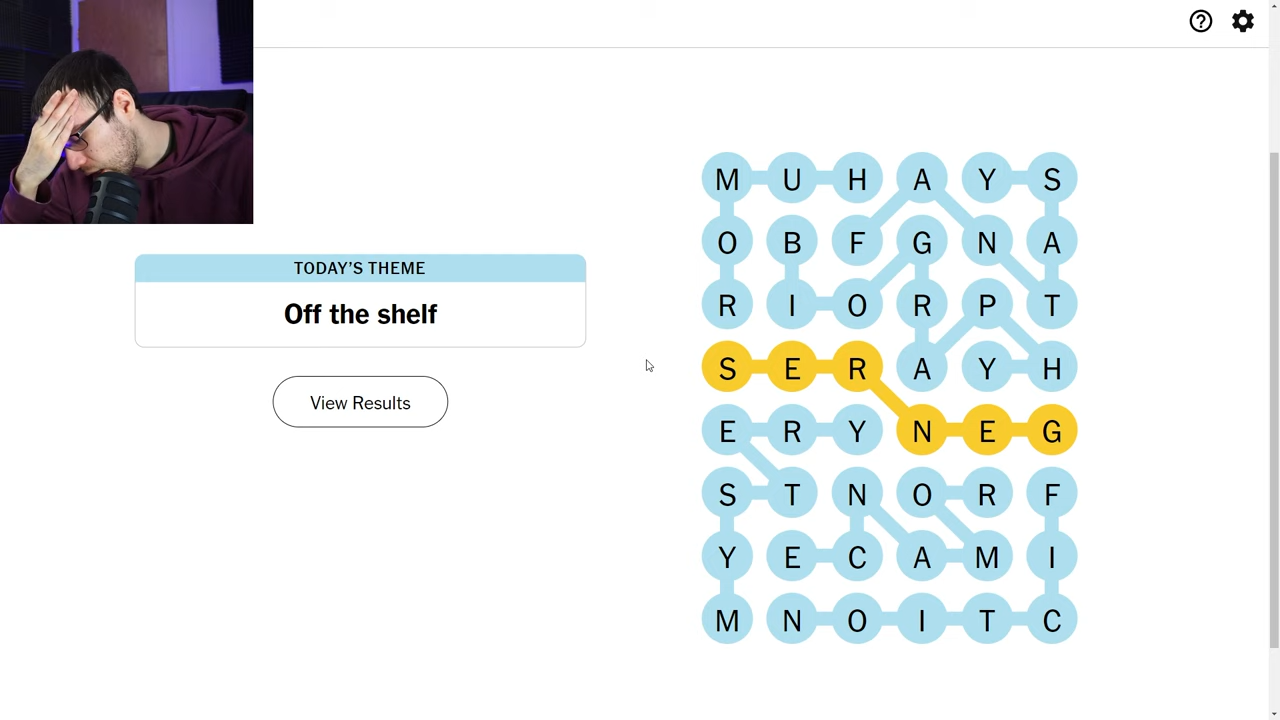 TODAY'S THEME
Off the shelf
View Results
M U H A Y S
O B F G N A
R I O R P T
S E R A Y H
E R Y N E G
S T N O R F
Y E C A M I
M N O I T C